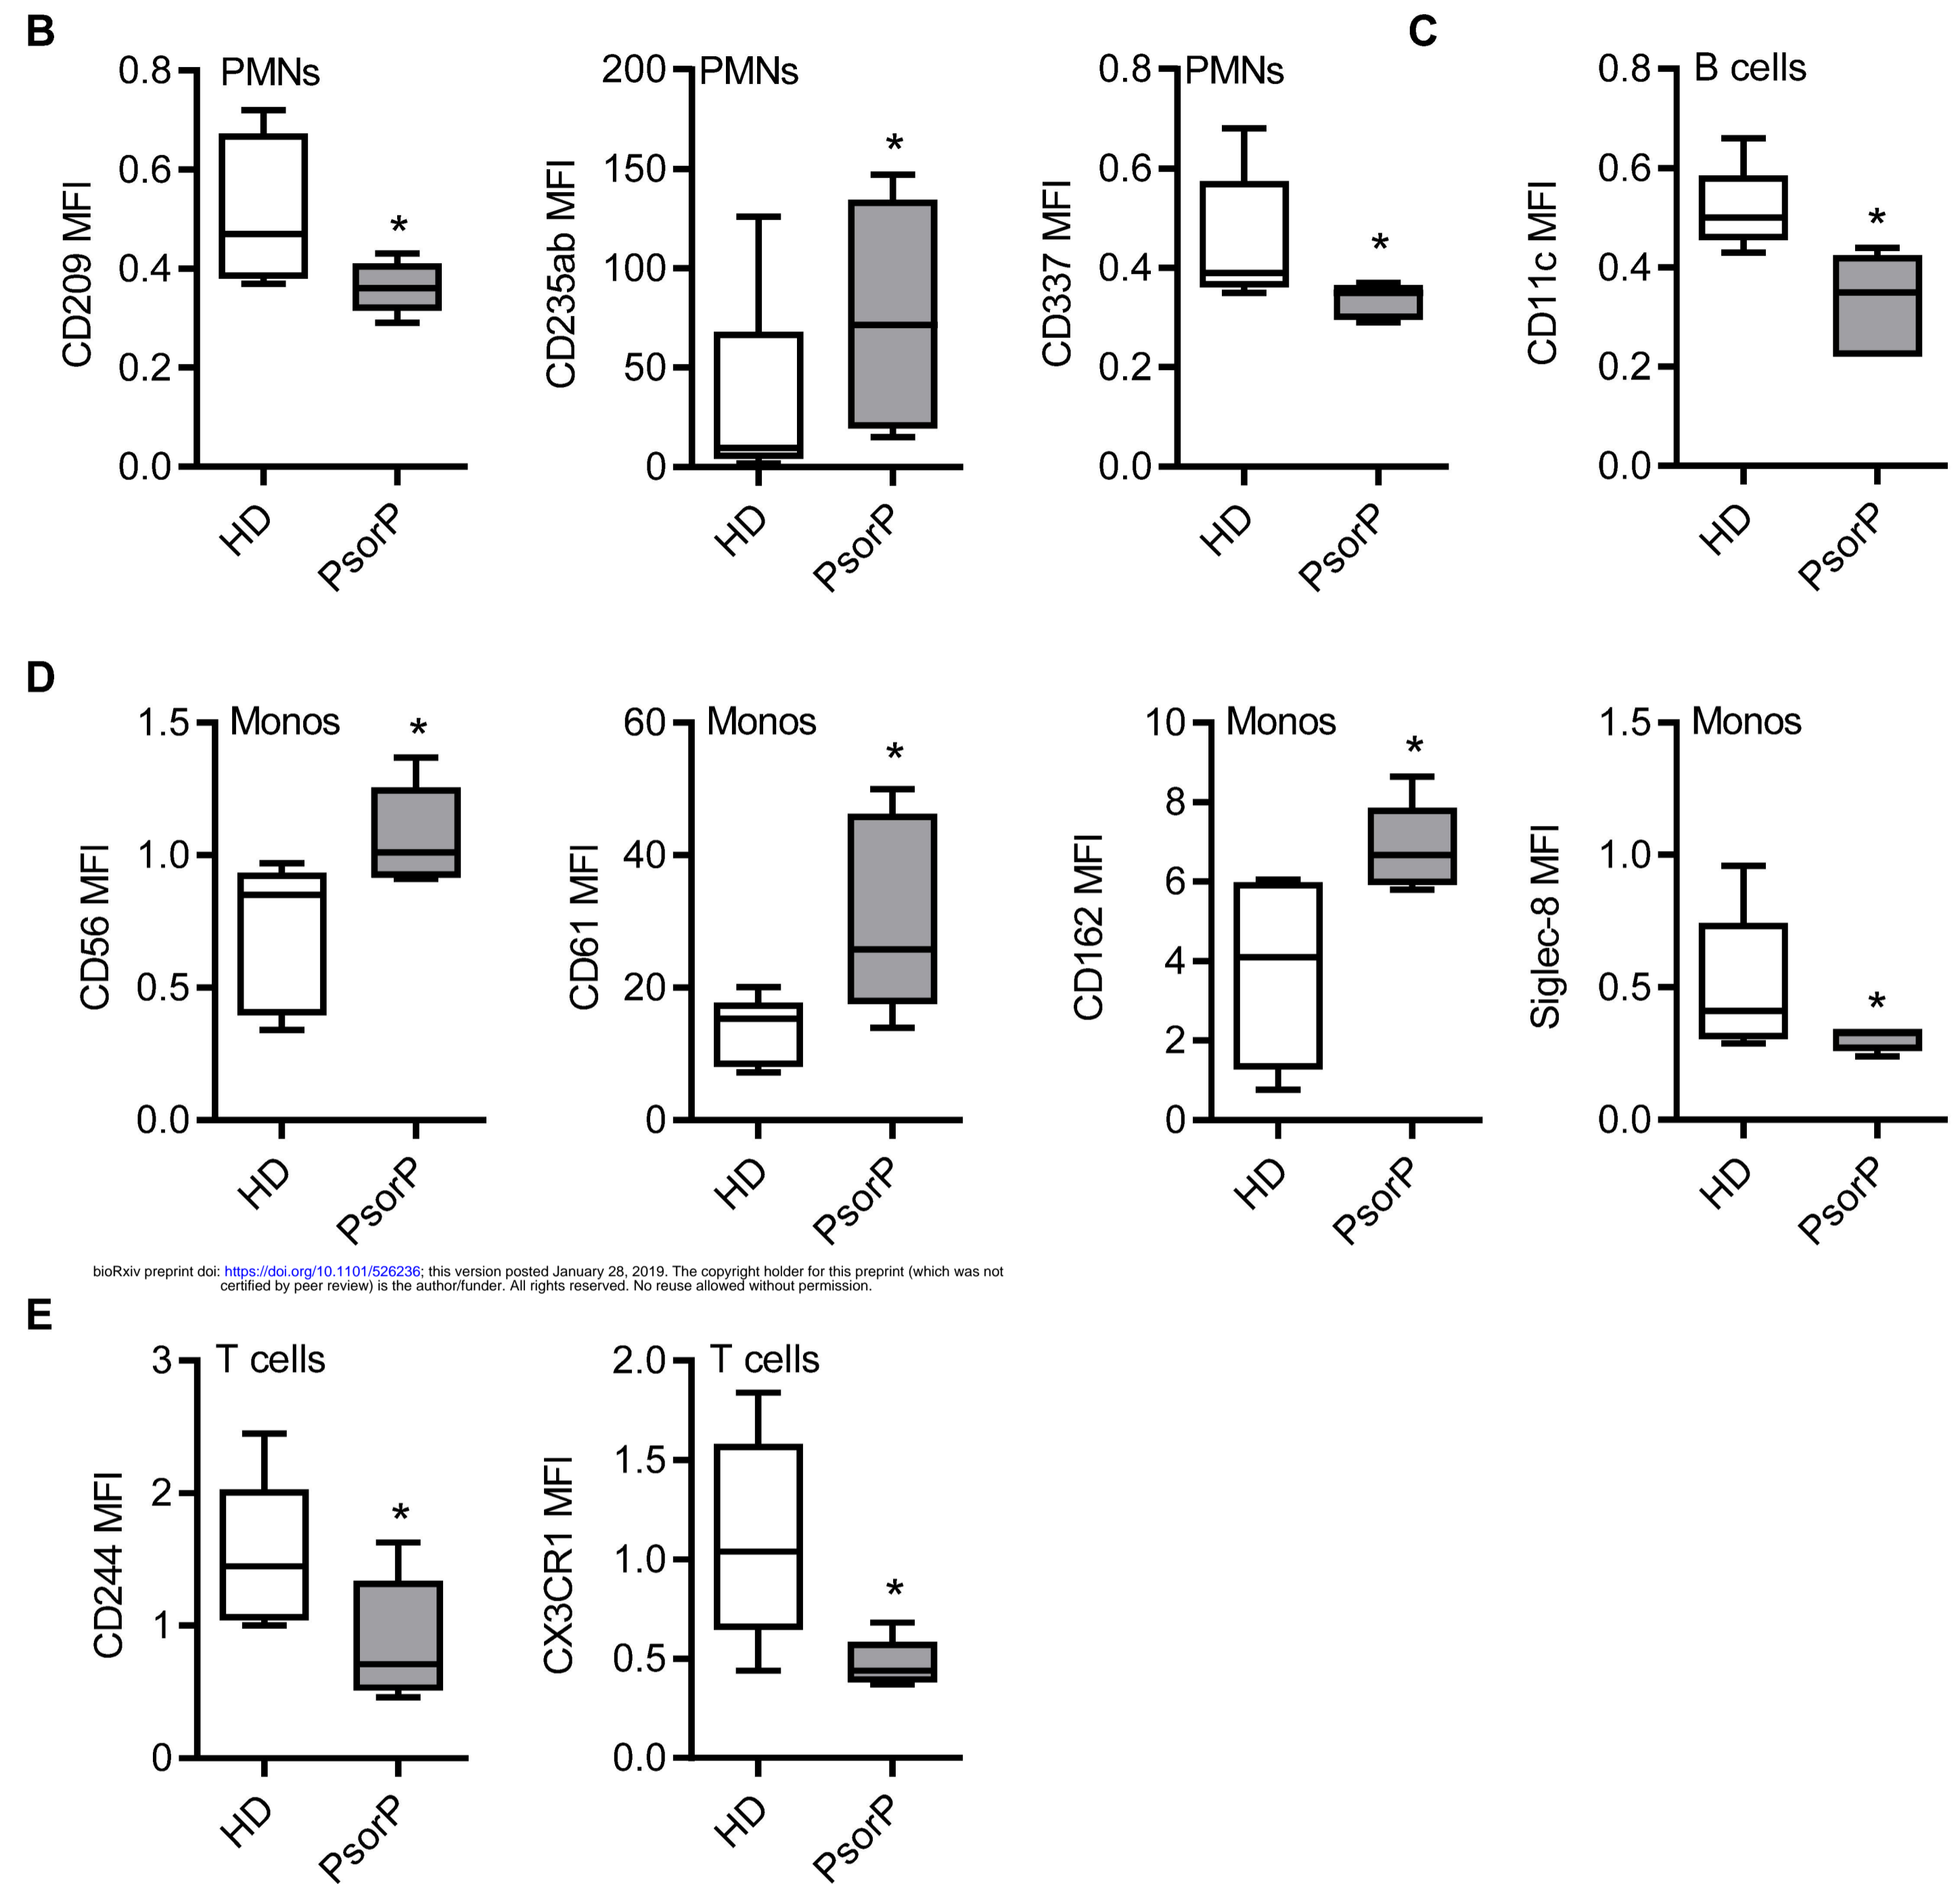 B
C
PMNs
CD209 MFI
0.8
0.6
0.4
0.2
0.0
*
HD
PsorP
PMNs
CD235ab MFI
200
150
100
50
0
*
HD
PsorP
PMNs
CD337 MFI
0.8
0.6
0.4
0.2
0.0
*
HD
PsorP
B cells
CD11c MFI
0.8
0.6
0.4
0.2
0.0
*
HD
PsorP
D
Monos
CD56 MFI
1.5
1.0
0.5
0.0
*
HD
PsorP
Monos
CD61 MFI
60
40
20
0
*
HD
PsorP
Monos
CD162 MFI
10
8
6
4
2
0
*
HD
PsorP
Monos
Siglec-8 MFI
1.5
1.0
0.5
0.0
*
HD
PsorP
bioRxiv preprint doi: https://doi.org/10.1101/526236; this version posted January 28, 2019. The copyright holder for this preprint (which was not
certified by peer review) is the author/funder. All rights reserved. No reuse allowed without permission.
E
T cells
CD244 MFI
3
2
1
0
*
HD
PsorP
T cells
CX3CR1 MFI
2.0
1.5
1.0
0.5
0.0
*
HD
PsorP